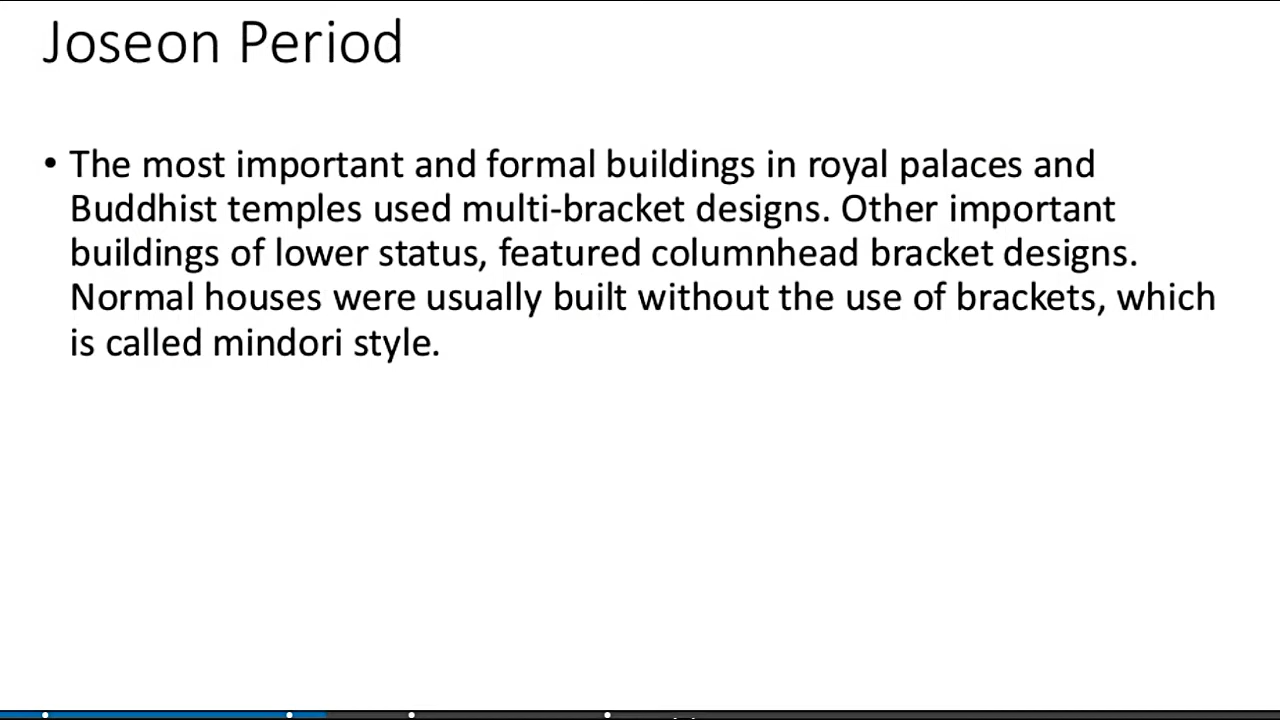 Joseon Period
• The most important and formal buildings in royal palaces and
Buddhist temples used multi-bracket designs. Other important
buildings of lower status, featured columnhead bracket designs.
Normal houses were usually built without the use of brackets, which
is called mindori style.